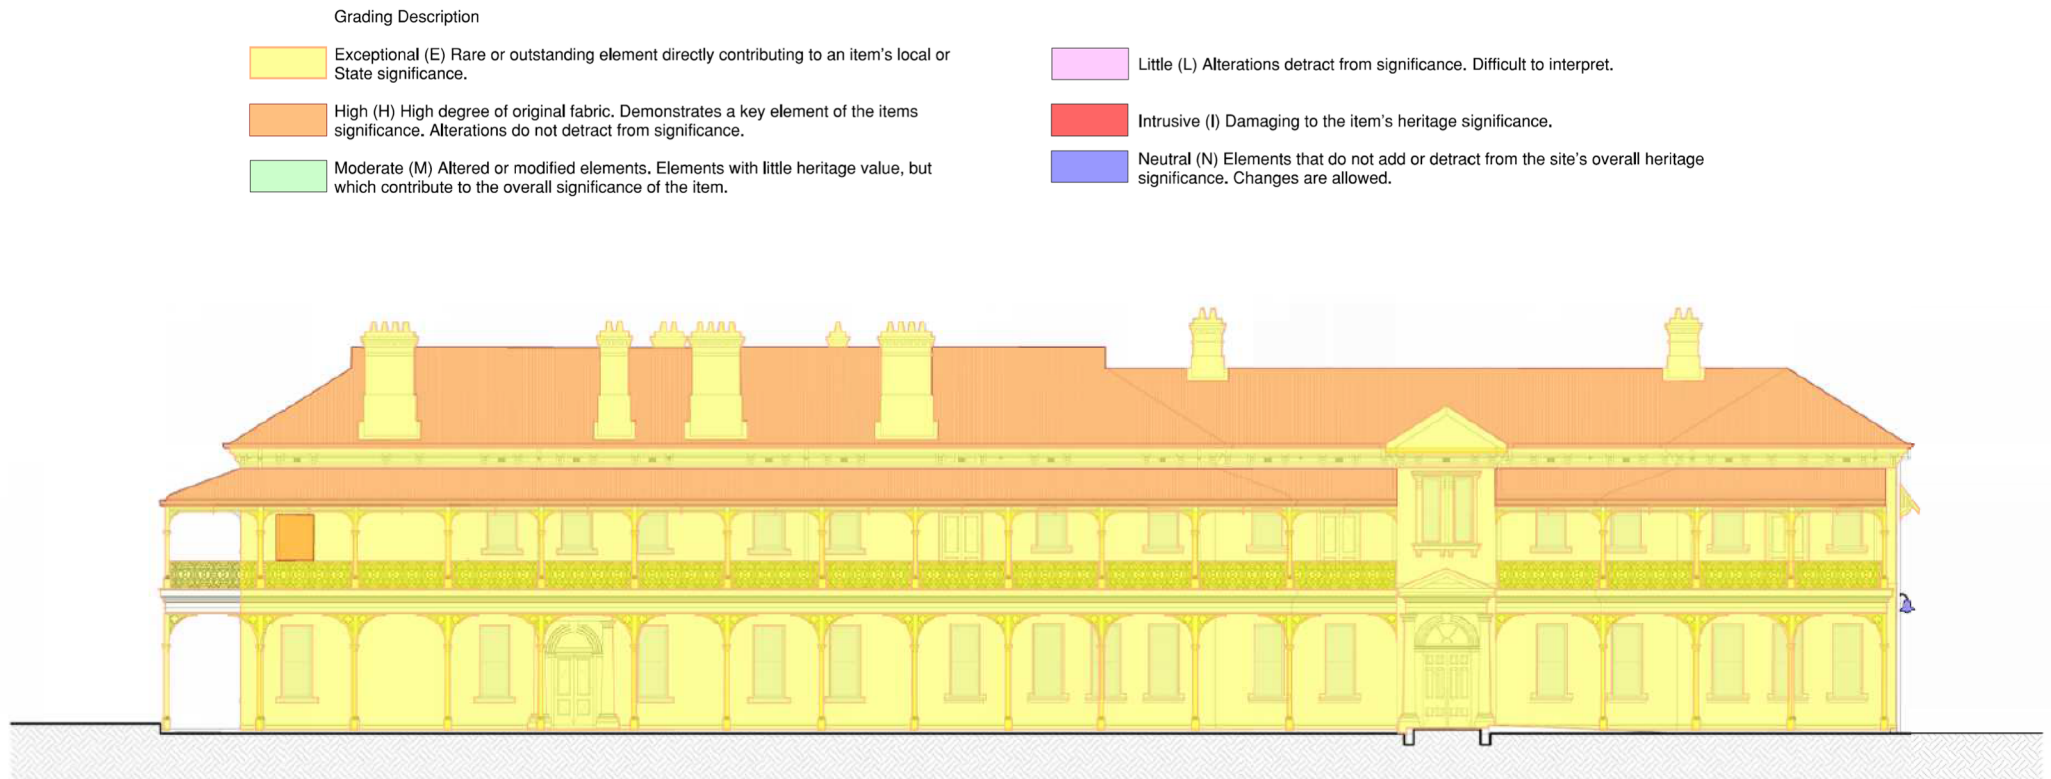 Grading Description
Exceptional (E) Rare or outstanding element directly contributing to an item's local or
State significance.
High (H) High degree of original fabric. Demonstrates a key element of the items
significance. Alterations do not detract from significance.
Moderate (M) Altered or modified elements. Elements with little heritage value, but
which contribute to the overall significance of the item.
Little (L) Alterations detract from significance. Difficult to interpret.
Intrusive (I) Damaging to the item's heritage significance.
Neutral (N) Elements that do not add or detract from the site's overall heritage
significance. Changes are allowed.